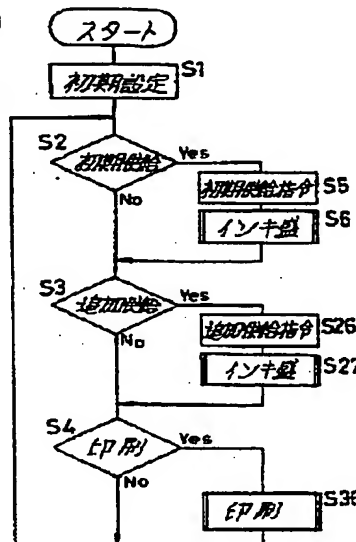 スタート
初期設定 S1
S2 初期供給 Yes
No
初期供給指令 S5
インキ盛 S6
S3 追加供給 Yes
No
追加供給指令 S26
インキ盛 S27
S4 印刷 Yes
No
印刷 S38